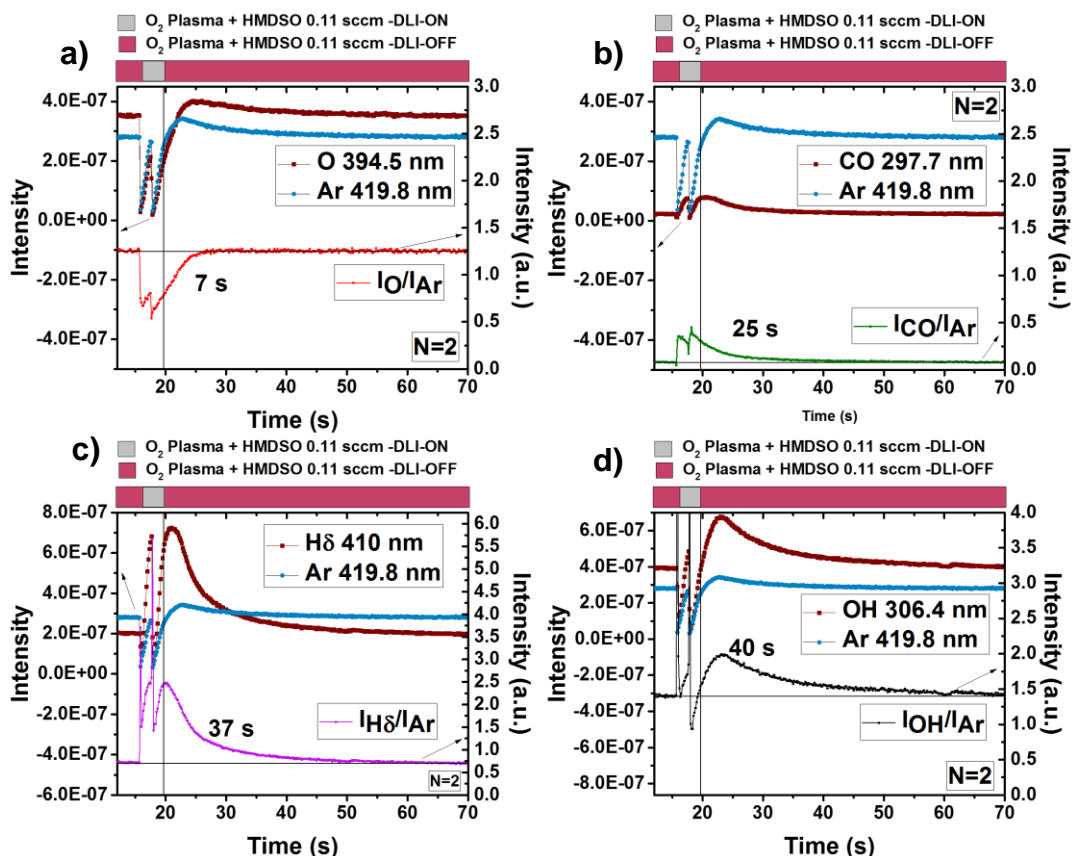 O2 Plasma + HMDSO 0.11 sccm -DLI-ON
O2 Plasma + HMDSO 0.11 sccm -DLI-OFF
a)
4.0E-07
2.0E-07
0.0E+00
-2.0E-07
-4.0E-07
Intensity
3.0
2.5
2.0
1.5
1.0
0.5
0.0
Intensity (a.u.)
O 394.5 nm
Ar 419.8 nm
7 s
IO/IAr
N=2
20 30 40 50 60 70
Time (s)
O2 Plasma + HMDSO 0.11 sccm -DLI-ON
O2 Plasma + HMDSO 0.11 sccm -DLI-OFF
b)
N=2
4.0E-07
2.0E-07
0.0E+00
-2.0E-07
-4.0E-07
Intensity
3.0
2.5
2.0
1.5
1.0
0.5
0.0
Intensity (a.u.)
CO 297.7 nm
Ar 419.8 nm
25 s
ICO/IAr
20 30 40 50 60 70
Time (s)
O2 Plasma + HMDSO 0.11 sccm -DLI-ON
O2 Plasma + HMDSO 0.11 sccm -DLI-OFF
c)
8.0E-07
6.0E-07
4.0E-07
2.0E-07
0.0E+00
-2.0E-07
-4.0E-07
-6.0E-07
Intensity
6.0
5.5
5.0
4.5
4.0
3.5
3.0
2.5
2.0
1.5
1.0
0.5
0.0
Intensity (a.u.)
Hδ 410 nm
Ar 419.8 nm
37 s
IHδ/IAr
N=2
20 30 40 50 60 70
Time (s)
O2 Plasma + HMDSO 0.11 sccm -DLI-ON
O2 Plasma + HMDSO 0.11 sccm -DLI-OFF
d)
6.0E-07
4.0E-07
2.0E-07
0.0E+00
-2.0E-07
-4.0E-07
-6.0E-07
-8.0E-07
Intensity
4.0
3.5
3.0
2.5
2.0
1.5
1.0
0.5
0.0
Intensity (a.u.)
OH 306.4 nm
Ar 419.8 nm
40 s
IOH/IAr
N=2
20 30 40 50 60 70
Time (s)